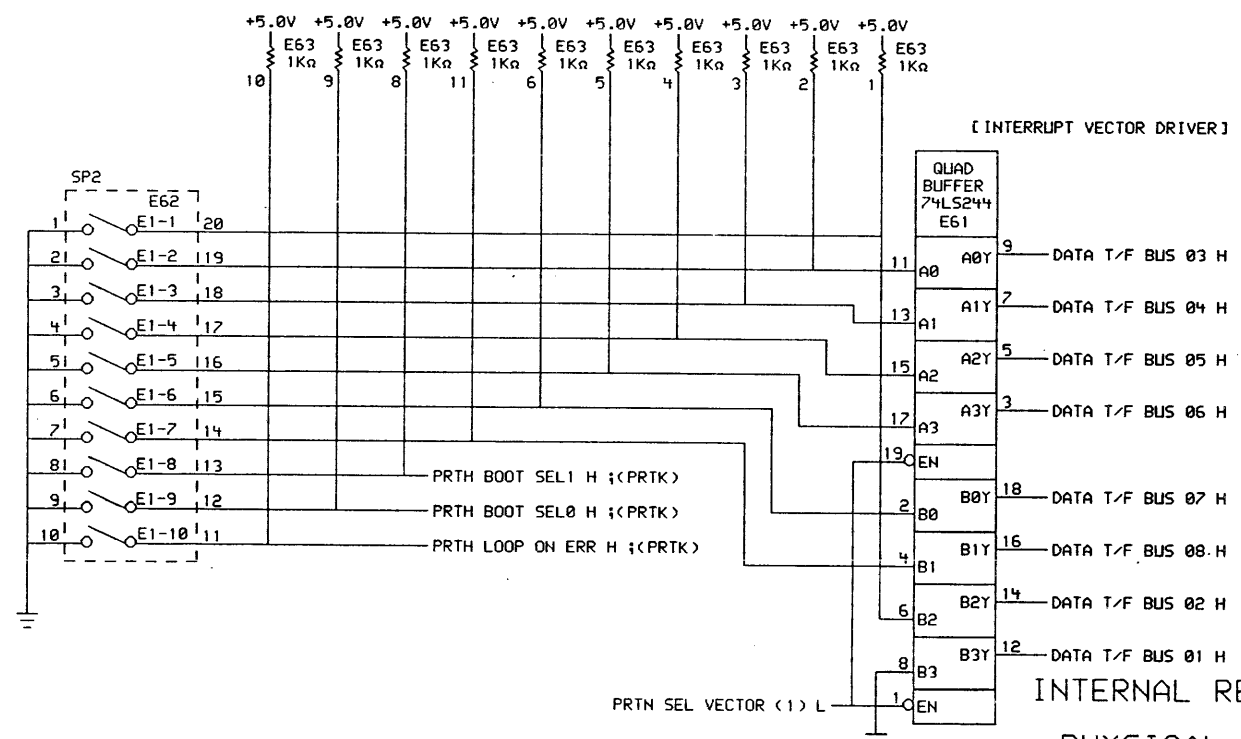 +5.0V +5.0V +5.0V +5.0V +5.0V +5.0V +5.0V +5.0V +5.0V +5.0V
E63 E63 E63 E63 E63 E63 E63 E63 E63 E63
1KΩ 1KΩ 1KΩ 1KΩ 1KΩ 1KΩ 1KΩ 1KΩ 1KΩ 1KΩ
10 9 8 11 6 5 4 3 2 1
[INTERRUPT VECTOR DRIVER]
QUAD
BUFFER
74LS244
E61
SP2
E62
1 E1-1 20
2 E1-2 19
3 E1-3 18
4 E1-4 17
5 E1-5 16
6 E1-6 15
7 E1-7 14
8 E1-8 13
9 E1-9 12
10 E1-10 11
PRTH BOOT SEL1 H ;(PRTK)
PRTH BOOT SEL0 H ;(PRTK)
PRTH LOOP ON ERR H ;(PRTK)
11 A0 A0Y 9 DATA T/F BUS 03 H
13 A1 A1Y 7 DATA T/F BUS 04 H
15 A2 A2Y 5 DATA T/F BUS 05 H
17 A3 A3Y 3 DATA T/F BUS 06 H
19 EN
2 B0 B0Y 18 DATA T/F BUS 07 H
4 B1 B1Y 16 DATA T/F BUS 08 H
6 B2 B2Y 14 DATA T/F BUS 02 H
8 B3 B3Y 12 DATA T/F BUS 01 H
PRTN SEL VECTOR (1) L 1 EN
INTERNAL RE